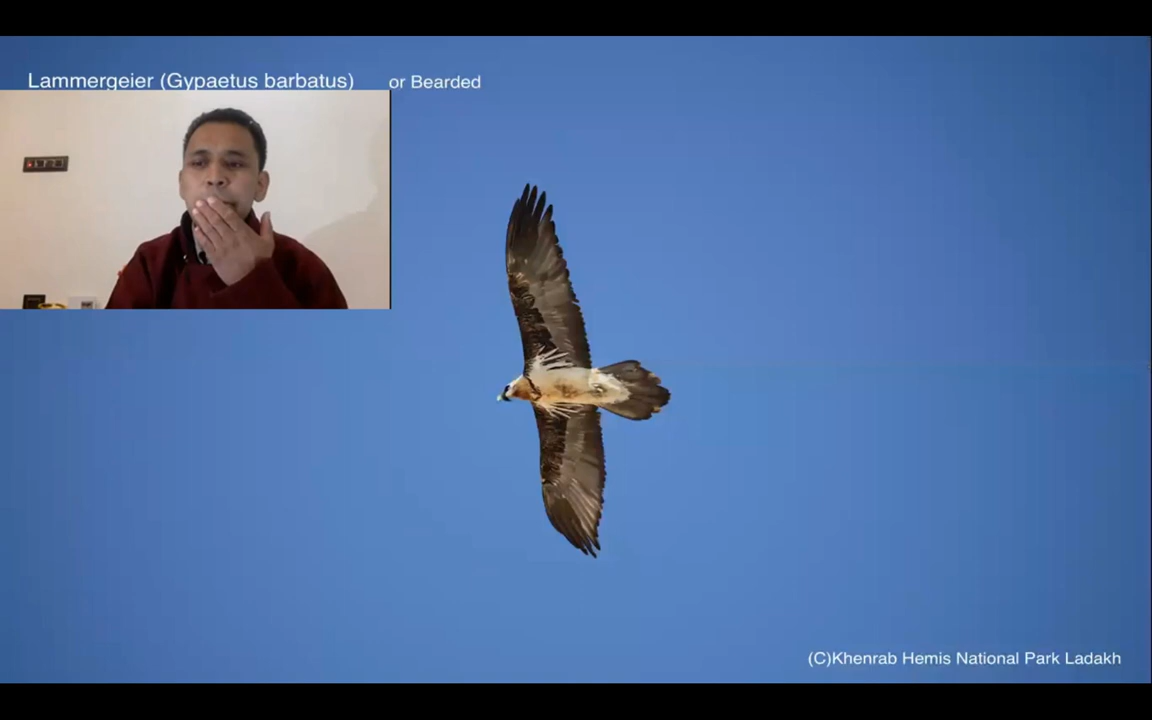 Lammergeier (Gypaetus barbatus) or Bearded
(C)Khenrab Hemis National Park Ladakh